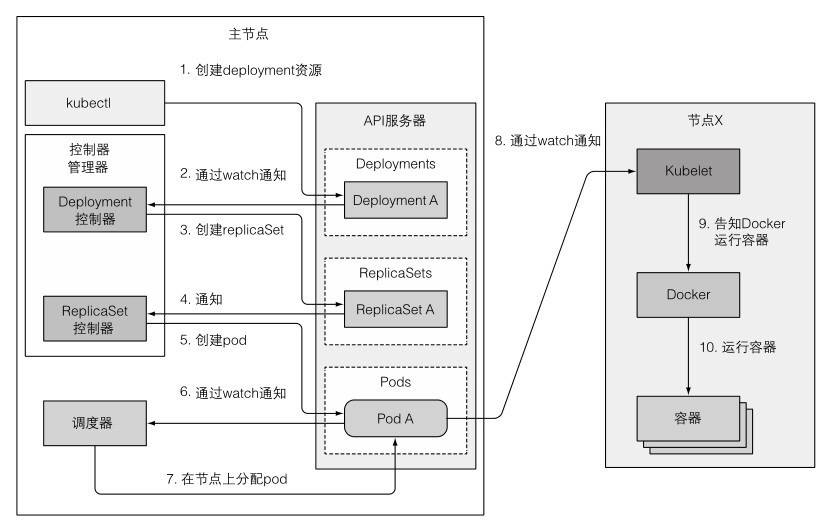 主节点
1. 创建deployment资源
kubectl
API服务器
控制器
管理器
Deployments
2. 通过watch通知
Deployment
控制器
Deployment A
3. 创建replicaSet
ReplicaSets
4. 通知
ReplicaSet
控制器
ReplicaSet A
5. 创建pod
Pods
6. 通过watch通知
调度器
Pod A
7. 在节点上分配pod
8. 通过watch通知
节点X
Kubelet
9. 告知Docker
运行容器
Docker
10. 运行容器
容器